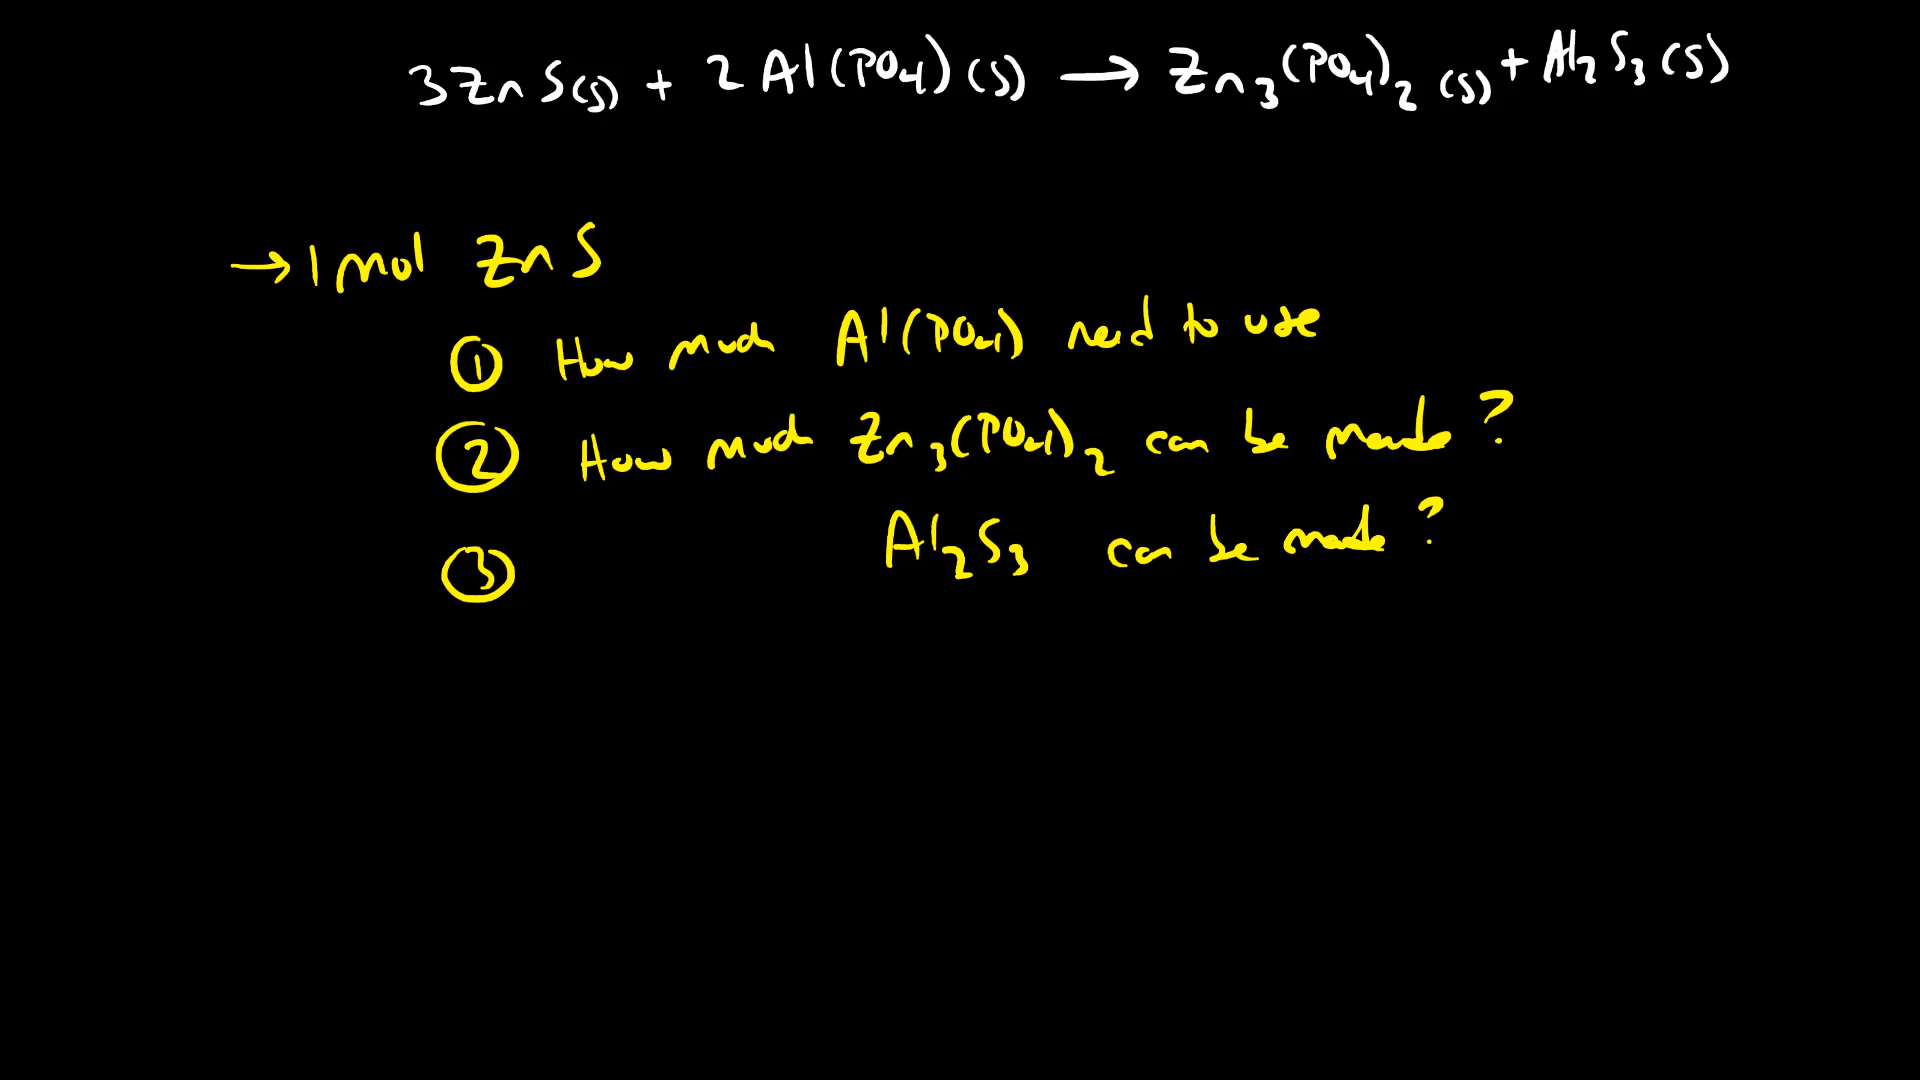 3ZnS(s) + 2Al(PO₄)(s) → Zn₃(PO₄)₂(s) + Al₂S₃(s)
→ 1 mol ZnS
① How much Al(PO₄) need to use
② How much Zn₃(PO₄)₂ can be made?
③ Al₂S₃ can be made?